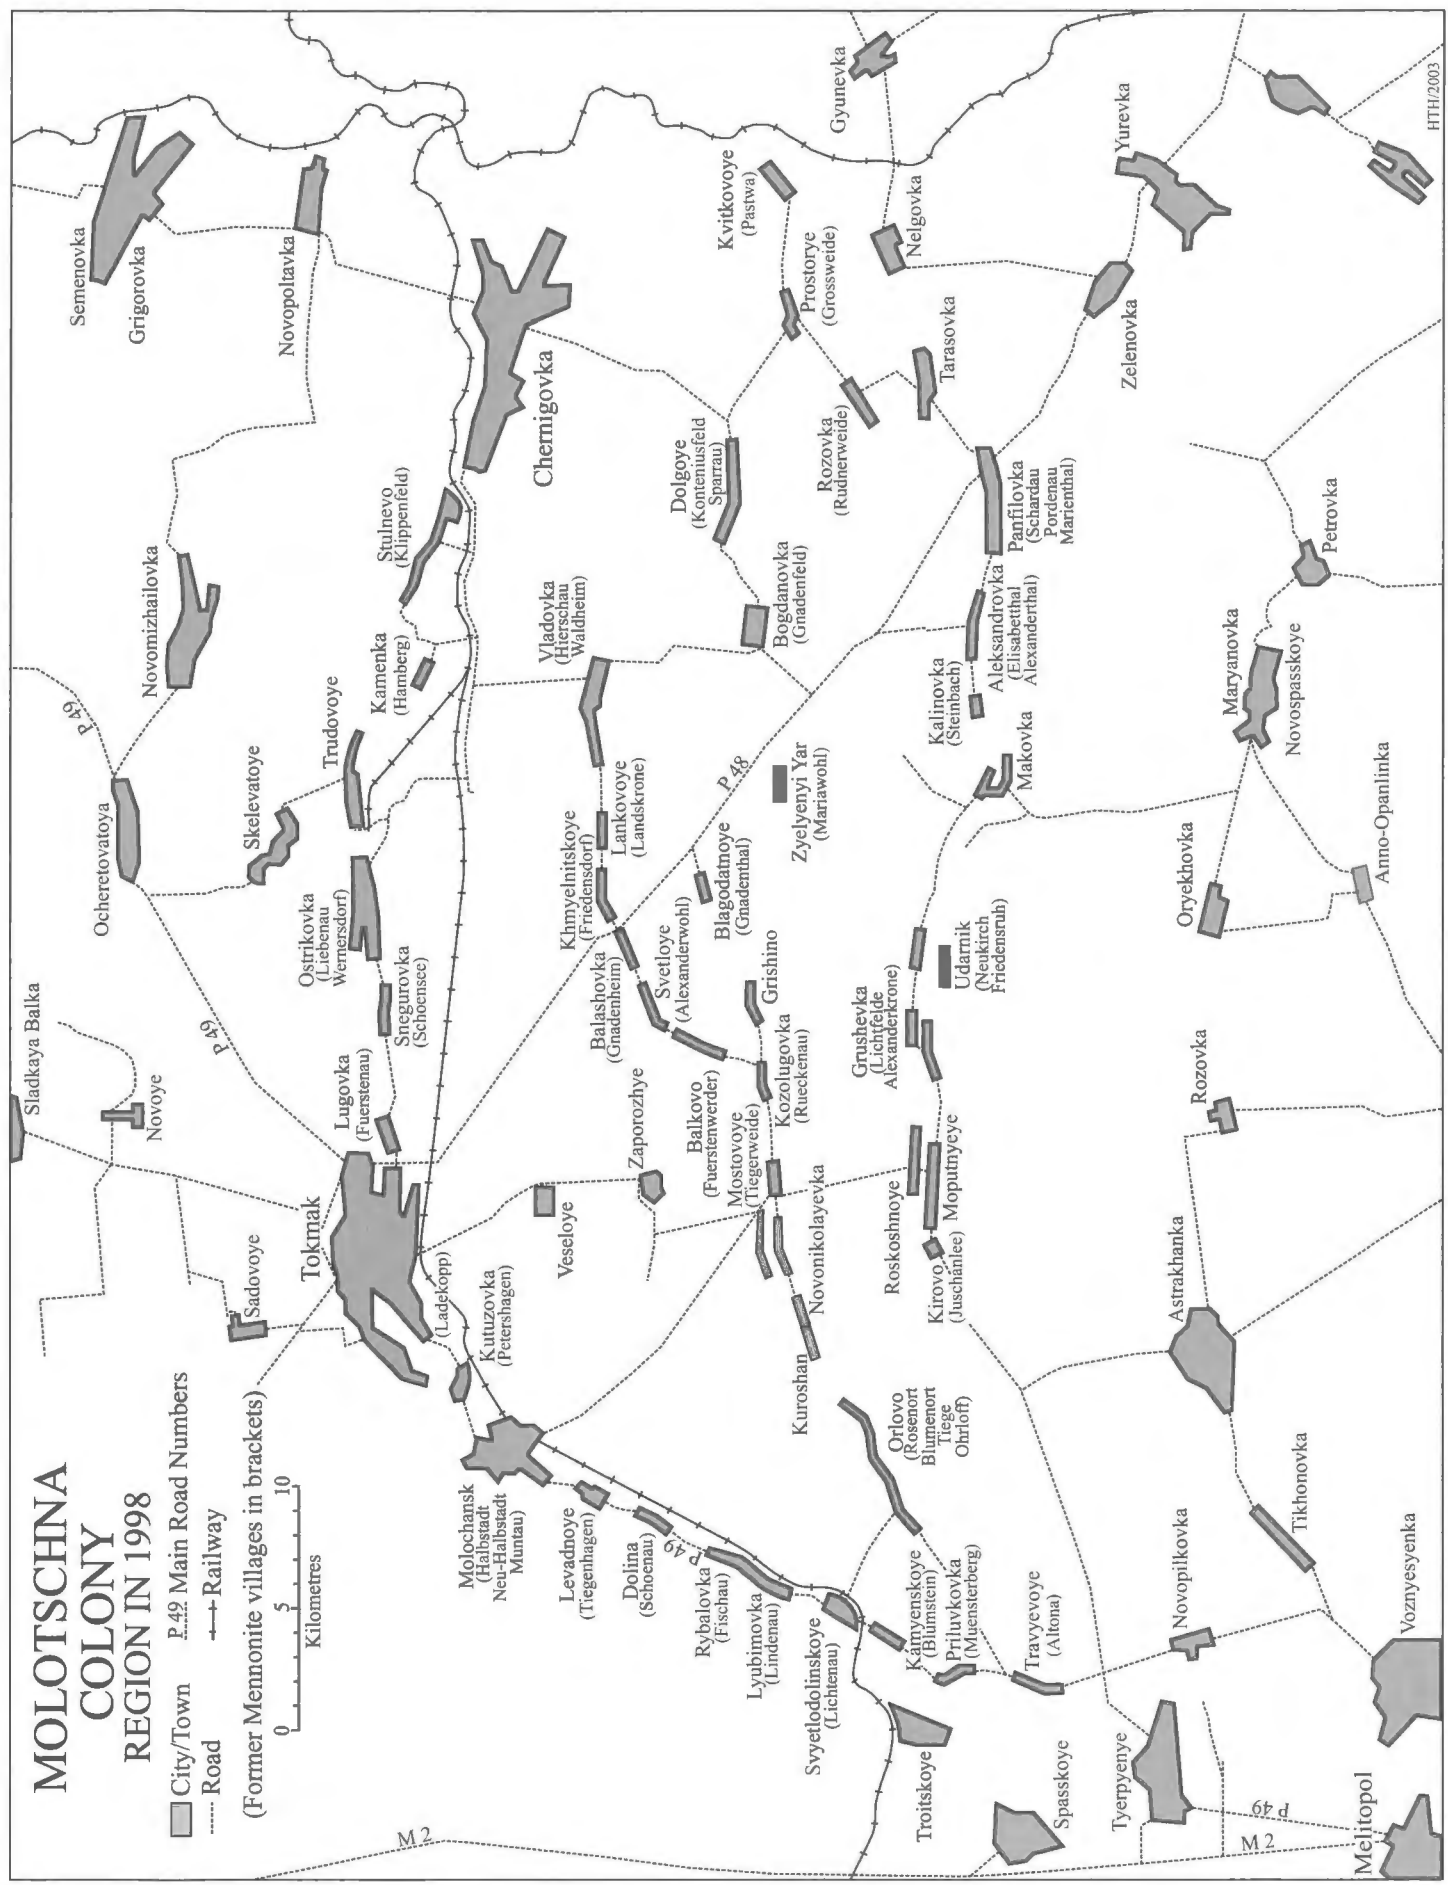 MOLOTSCHNA
COLONY
REGION IN 1998
City/Town
P 49 Main Road Numbers
Road
Railway
(Former Mennonite villages in brackets)
0
5
10
Kilometres
M 2
Sladkaya Balka
Novoye
Sadovoye
Tokmak
(Ladekopp)
Kutuzovka
(Petershagen)
Molochansk
(Halbstadt
Neu-Halbstadt
Muntau)
Levadnoye
(Tiegenhagen)
Dolina
(Schoenau)
P 49
Rybalovka
(Fischau)
Lyubimovka
(Lindenau)
Svyetlodolinskoye
(Lichtenau)
Kamyenskoye
(Blumstein)
Prilukovka
(Muensterberg)
Travyevoye
(Altona)
Troitskoye
Spasskoye
Tyerpyenye
P 49
M 2
Melitopol
Novopilkovka
Voznyesyenka
Tikhonovka
Astrakhanka
Rozovka
Orlovo
(Rosenort
Blumenort
Tiege
Ohrloff)
Kuroshan
Novonikolayevka
Kirovo
(Juschanlee)
Roskoshnoye
Moputnyeye
Veseloye
Zaporozhye
Mostovoye
(Tiegerweide)
Balkovo
(Fuerstenwerder)
Kozolugovka
(Rueckenau)
Grishino
Svetloye
(Alexanderwohl)
Balashovka
(Gnadenheim)
Khmyelnitskoye
(Friedensdorf)
Lankovoye
(Landskrone)
Blagodatnoye
(Gnadenthal)
Zyelyenyi Yar
(Mariawohl)
P 48
Grushevka
(Lichtfelde
Alexanderkrone)
Udarnik
(Neukirch
Friedensruh)
Lugovka
(Fuerstenau)
Snegurovka
(Schoensee)
Ostrikovka
(Liebenau
Wernersdorf)
P 49
Ocheretovatoya
P 49
Skelevatoye
Trudovoye
Novomizhailovka
Kamenka
(Hamberg)
Stulnevo
(Klippenfeld)
Vladovka
(Hierschau
Waldheim)
Bogdanovka
(Gnadenfeld)
Dolgoye
(Konteniusfeld
Sparrau)
Chernigovka
Novopoltavka
Semenovka
Grigorovka
Kvitkovoye
(Pastwa)
Prostorye
(Grossweide)
Rozovka
(Rudnerweide)
Tarasovka
Nelgovka
Gyunevka
Yurevka
Zelenovka
Panfilovka
(Schardau
Pordenau
Marienthal)
Aleksandrovka
(Elisabetthal
Alexanderthal)
Kalinovka
(Steinbach)
Makovka
Petrovka
Maryanovka
Novospasskoye
Oryekhovka
Anno-Opanlinka
HTH/2003